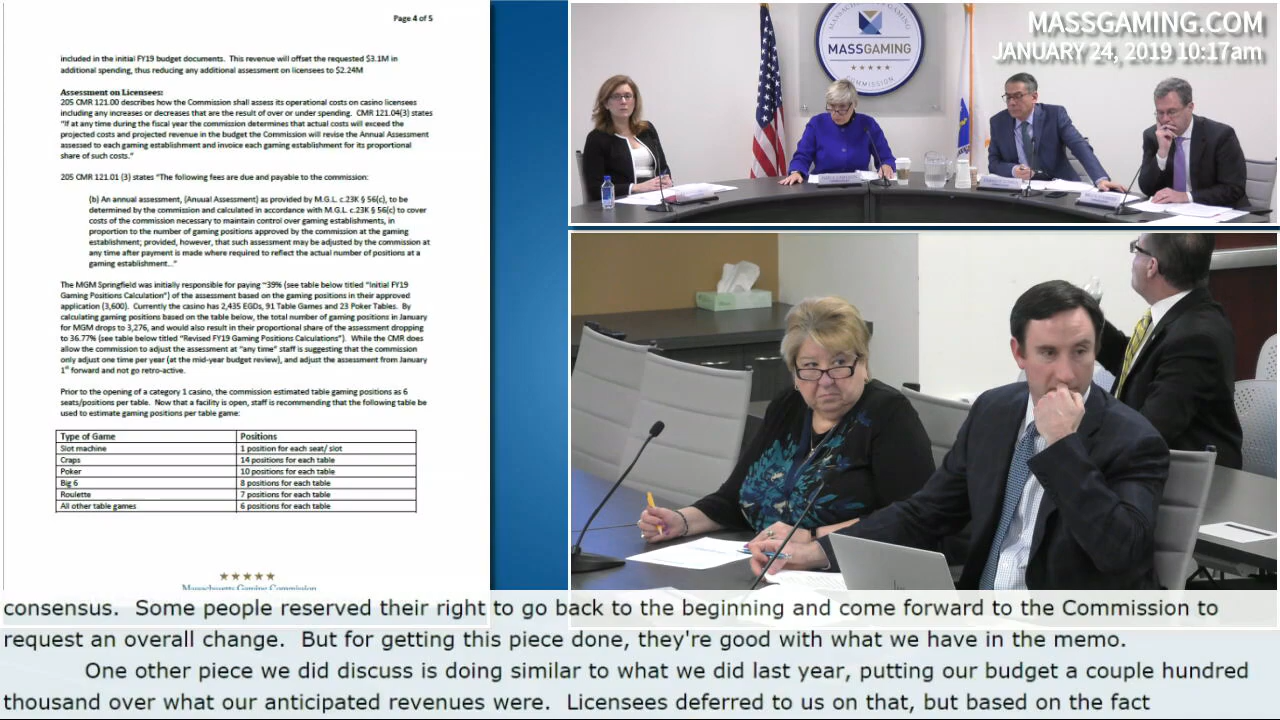 Page 4 of 5
included in the initial FY19 budget documents.  This revenue will offset the requested $3.1M in
additional spending, thus reducing any additional assessment on licensees to $2.24M
Assessment on Licensees:
205 CMR 121.00 describes how the Commission shall assess its operational costs on casino licensees
including any increases or decreases that are the result of over or under spending.  CMR 121.04(3) states
"If at any time during the fiscal year the commission determines that actual costs will exceed the
projected costs and projected revenue in the budget the Commission will revise the Annual Assessment
assessed to each gaming establishment and invoice each gaming establishment for its proportional
share of such costs."
205 CMR 121.01 (3) states "The following fees are due and payable to the commission:
(b) An annual assessment, (Anuual Assessment) as provided by M.G.L. c.23K § 56(c), to be
determined by the commission and calculated in accordance with M.G.L. c.23K § 56(c) to cover
costs of the commission necessary to maintain control over gaming establishments, in
proportion to the number of gaming positions approved by the commission at the gaming
establishment; provided, however, that such assessment may be adjusted by the commission at
any time after payment is made where required to reflect the actual number of positions at a
gaming establishment..."
The MGM Springfield was initially responsible for paying ~39% (see table below titled "Initial FY19
Gaming Positions Calculation") of the assessment based on the gaming positions in their approved
application (3,600).  Currently the casino has 2,435 EGDs, 91 Table Games and 23 Poker Tables.  By
calculating gaming positions based on the table below, the total number of gaming positions in January
for MGM drops to 3,276, and would also result in their proportional share of the assessment dropping
to 36.77% (see table below titled "Revised FY19 Gaming Positions Calculations").  While the CMR does
allow the commission to adjust the assessment at "any time" staff is suggesting that the commission
only adjust one time per year (at the mid-year budget review), and adjust the assessment from January
1st forward and not go retro-active.
Prior to the opening of a category 1 casino, the commission estimated table gaming positions as 6
seats/positions per table.  Now that a facility is open, staff is recommending that the following table be
used to estimate gaming positions per table game:
Type of Game Positions
Slot machine 1 position for each seat/ slot
Craps 14 positions for each table
Poker 10 positions for each table
Big 6 8 positions for each table
Roulette 7 positions for each table
All other table games 6 positions for each table
★★★★★
Massachusetts Gaming Commission
MASSACHUSETTS GAMING
MASSGAMING
COMMISSION
MASSGAMING.COM
JANUARY 24, 2019 10:17am
consensus.  Some people reserved their right to go back to the beginning and come forward to the Commission to
request an overall change.  But for getting this piece done, they're good with what we have in the memo.
One other piece we did discuss is doing similar to what we did last year, putting our budget a couple hundred
thousand over what our anticipated revenues were.  Licensees deferred to us on that, but based on the fact